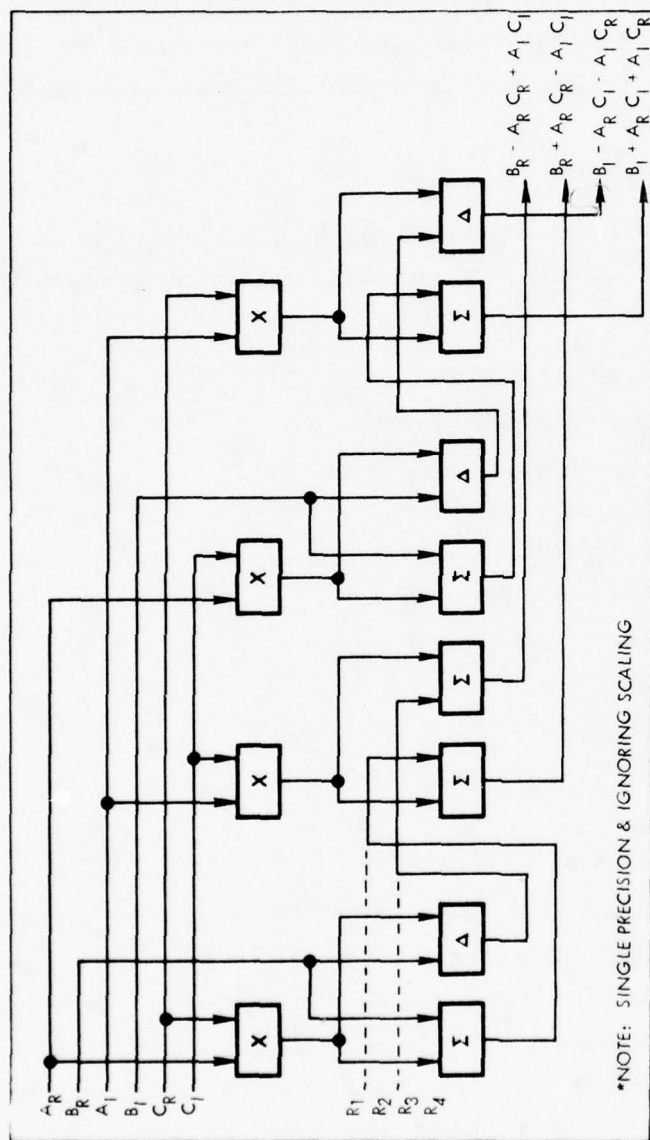 A_R
B_R
A_I
B_I
C_R
C_I
X X X X
R_1
R_2
R_3
R_4
Σ Δ Σ Σ Σ Δ Σ Δ
B_R - A_R C_R + A_I C_I
B_R + A_R C_R - A_I C_I
B_I - A_R C_I - A_I C_R
B_I + A_R C_I + A_I C_R
*NOTE: SINGLE PRECISION & IGNORING SCALING